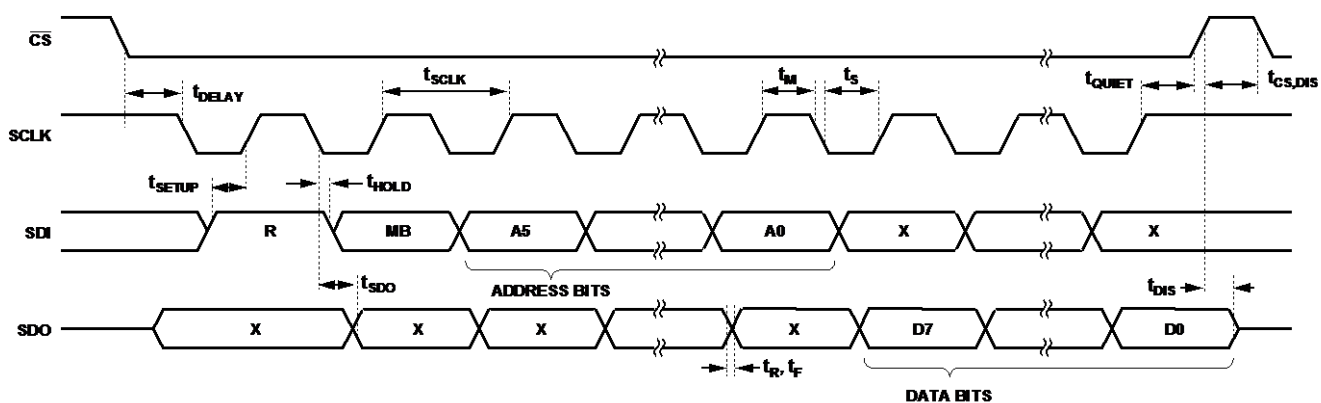 CS
tDELAY
tSCLK
tM
tS
tQUIET
tCS,DIS
SCLK
tSETUP
tHOLD
SDI
R
MB
A5
A0
X
X
tSDO
ADDRESS BITS
tDIS
SDO
X
X
X
X
D7
D0
tR, tF
DATA BITS